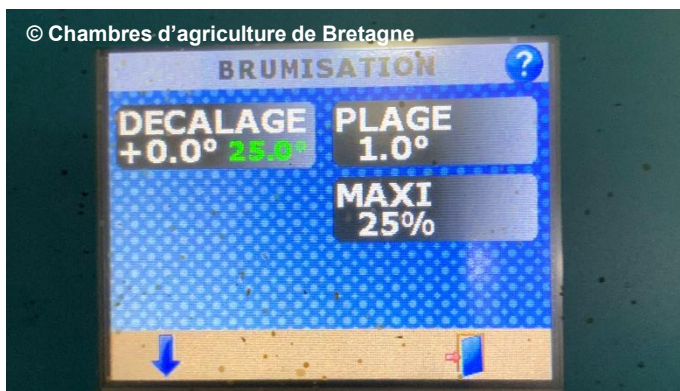 © Chambres d'agriculture de Bretagne
BRUMISATION
?
DECALAGE
+0.0° 25.0°
PLAGE
1.0°
MAXI
25%